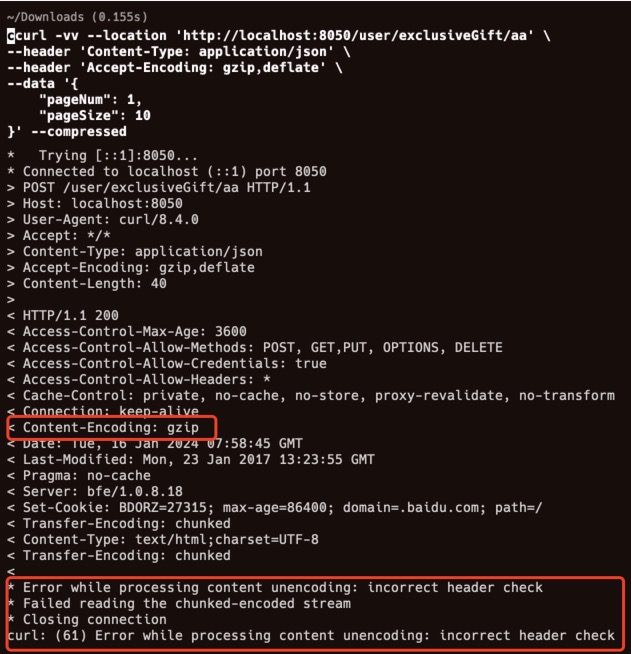 ~/Downloads (0.155s)
ccurl -vv --location 'http://localhost:8050/user/exclusiveGift/aa' \
--header 'Content-Type: application/json' \
--header 'Accept-Encoding: gzip,deflate' \
--data '{
    "pageNum": 1,
    "pageSize": 10
}' --compressed
*   Trying [::1]:8050...
* Connected to localhost (::1) port 8050
> POST /user/exclusiveGift/aa HTTP/1.1
> Host: localhost:8050
> User-Agent: curl/8.4.0
> Accept: */*
> Content-Type: application/json
> Accept-Encoding: gzip,deflate
> Content-Length: 40
>
< HTTP/1.1 200
< Access-Control-Max-Age: 3600
< Access-Control-Allow-Methods: POST, GET,PUT, OPTIONS, DELETE
< Access-Control-Allow-Credentials: true
< Access-Control-Allow-Headers: *
< Cache-Control: private, no-cache, no-store, proxy-revalidate, no-transform
< Connection: keep-alive
< Content-Encoding: gzip
< Date: Tue, 16 Jan 2024 07:58:45 GMT
< Last-Modified: Mon, 23 Jan 2017 13:23:55 GMT
< Pragma: no-cache
< Server: bfe/1.0.8.18
< Set-Cookie: BDORZ=27315; max-age=86400; domain=.baidu.com; path=/
< Transfer-Encoding: chunked
< Content-Type: text/html;charset=UTF-8
< Transfer-Encoding: chunked
<
* Error while processing content unencoding: incorrect header check
* Failed reading the chunked-encoded stream
* Closing connection
curl: (61) Error while processing content unencoding: incorrect header check